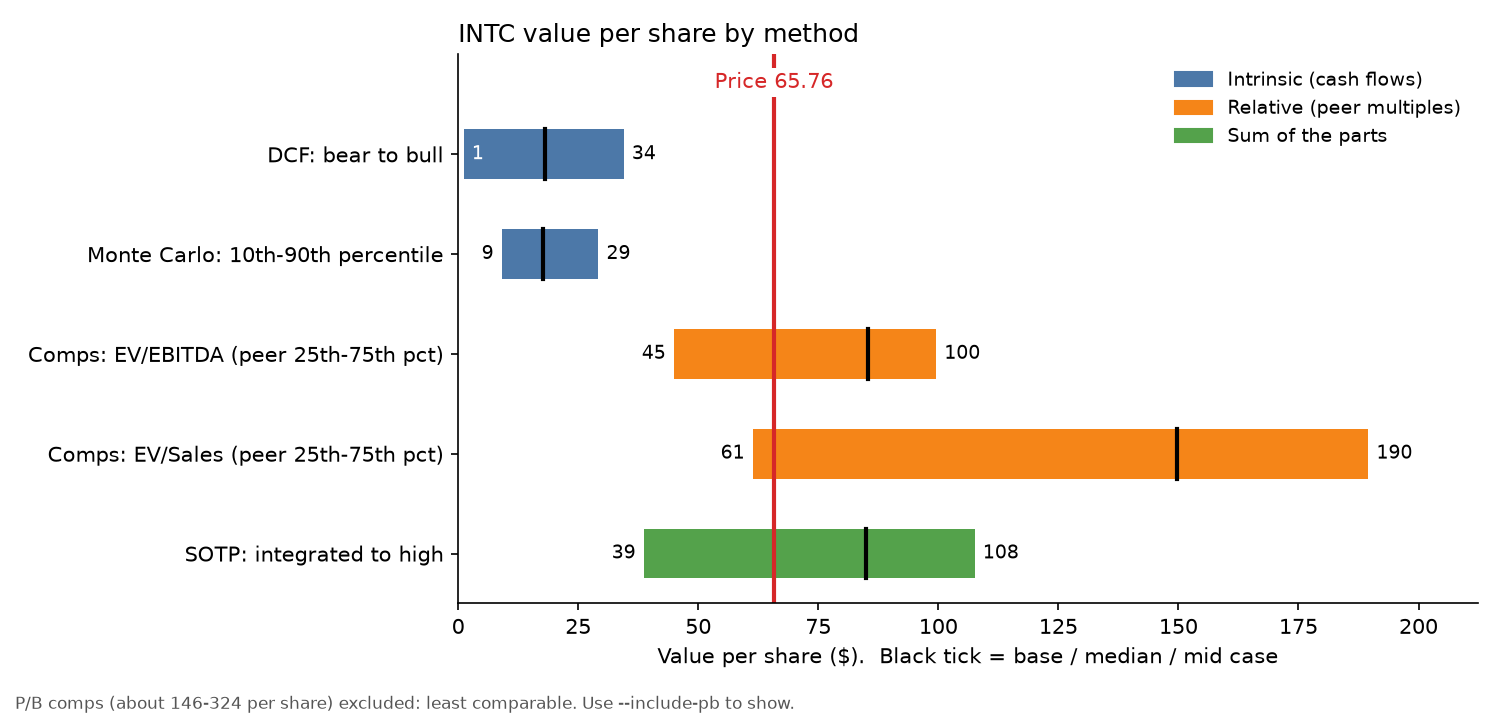 INTC value per share by method
Price 65.76
Intrinsic (cash flows)
Relative (peer multiples)
Sum of the parts
DCF: bear to bull
1
34
Monte Carlo: 10th-90th percentile
9
29
Comps: EV/EBITDA (peer 25th-75th pct)
45
100
Comps: EV/Sales (peer 25th-75th pct)
61
190
SOTP: integrated to high
39
108
0 25 50 75 100 125 150 175 200
Value per share ($).  Black tick = base / median / mid case
P/B comps (about 146-324 per share) excluded: least comparable. Use --include-pb to show.